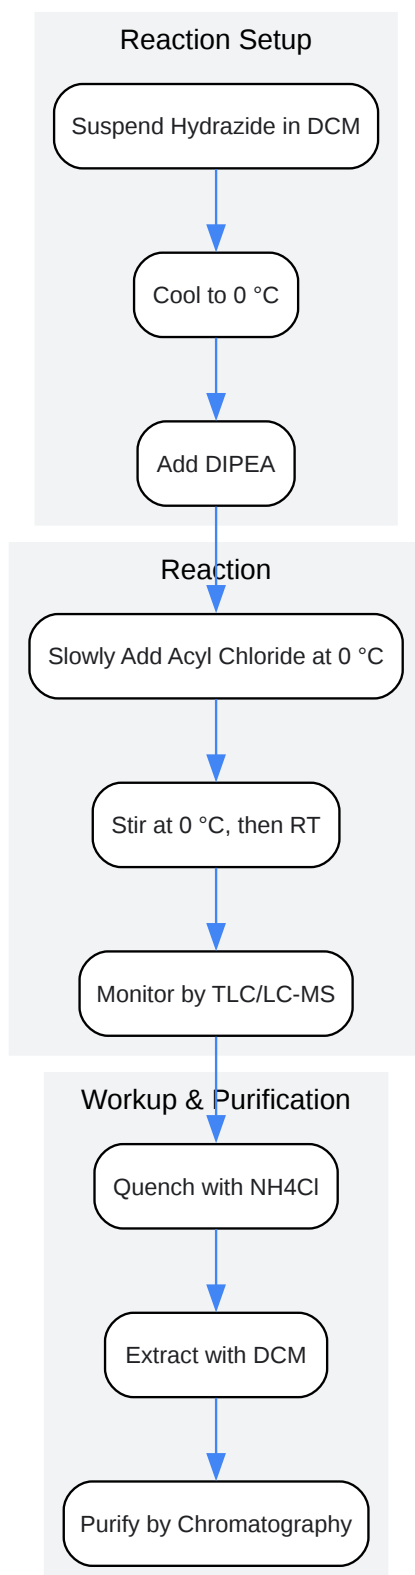 Reaction Setup
Suspend Hydrazide in DCM
Cool to 0 °C
Add DIPEA
Reaction
Slowly Add Acyl Chloride at 0 °C
Stir at 0 °C, then RT
Monitor by TLC/LC-MS
Workup & Purification
Quench with NH4Cl
Extract with DCM
Purify by Chromatography